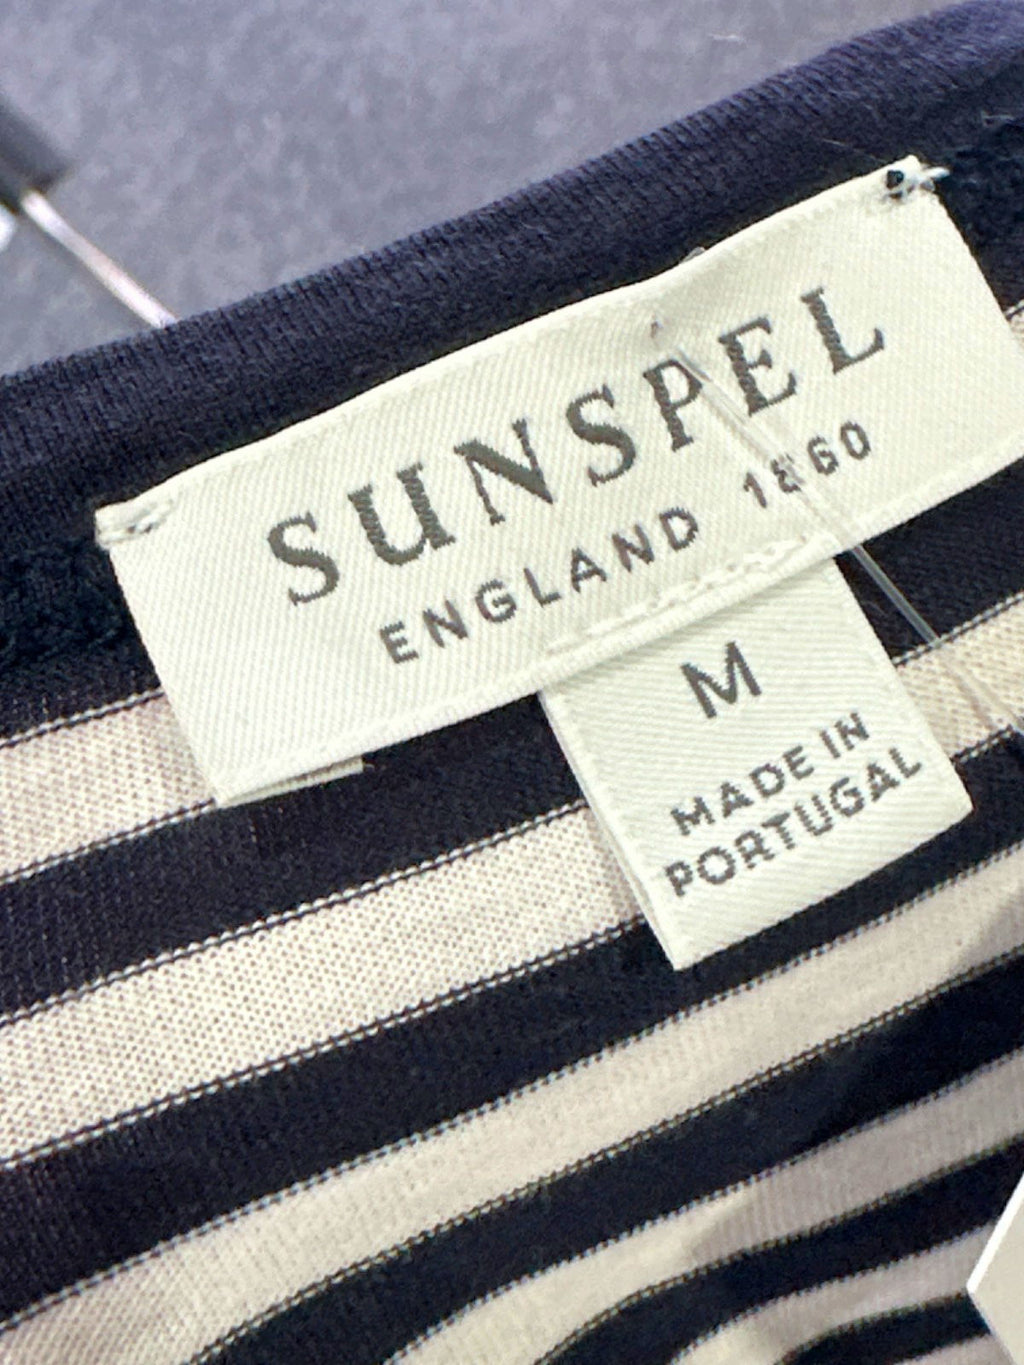 SUNSPEL
ENGLAND 1860
M
MADE IN
PORTUGAL